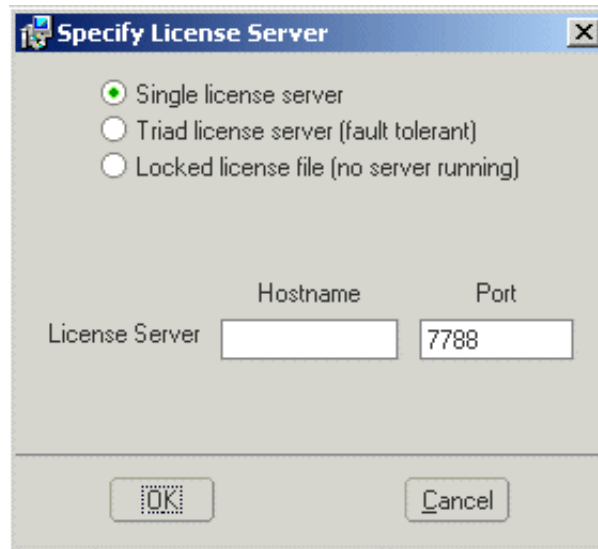 Specify License Server
Single license server
Triad license server (fault tolerant)
Locked license file (no server running)
Hostname Port
License Server 7788
OK Cancel